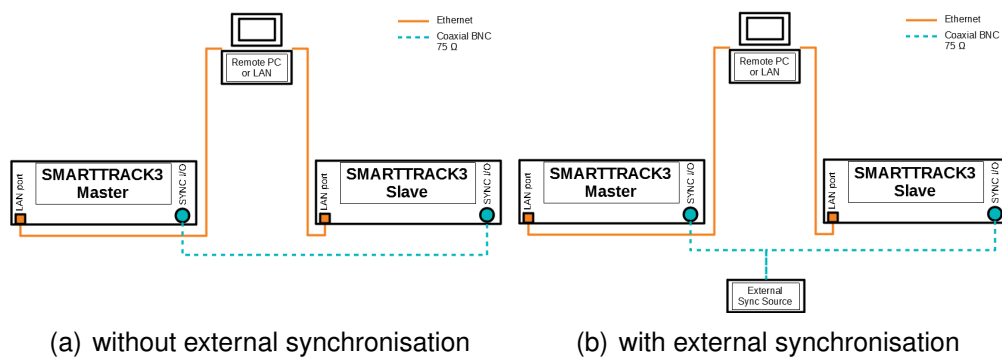 Ethernet
Coaxial BNC
75 Ω
Remote PC
or LAN
SMARTTRACK3
Master
LAN port
SYNC I/O
SMARTTRACK3
Slave
LAN port
SYNC I/O
(a) without external synchronisation
Ethernet
Coaxial BNC
75 Ω
Remote PC
or LAN
SMARTTRACK3
Master
LAN port
SYNC I/O
SMARTTRACK3
Slave
LAN port
SYNC I/O
External
Sync Source
(b) with external synchronisation